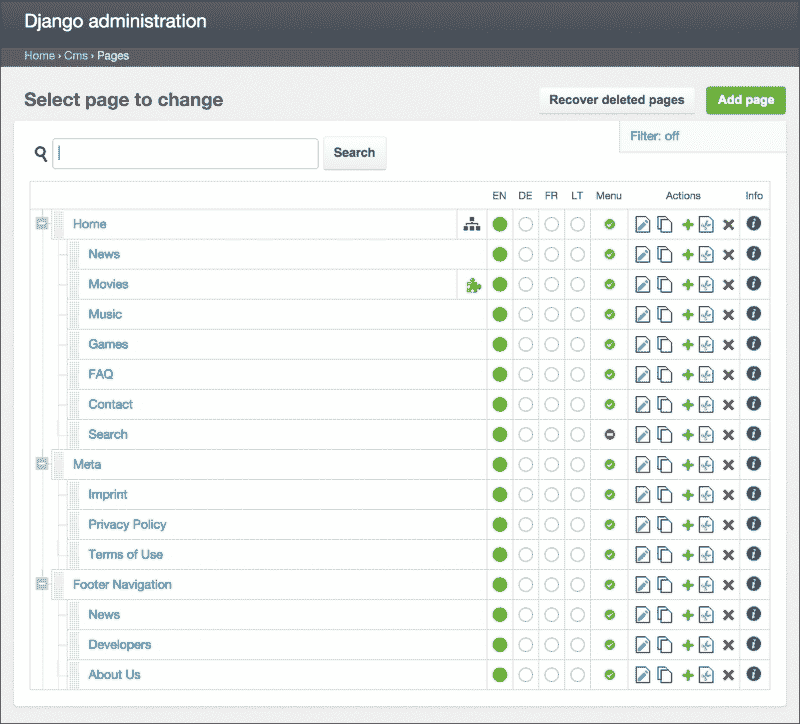 Django administration
Home › Cms › Pages
Select page to change
Recover deleted pages
Add page
Filter: off
Search
EN DE FR LT Menu Actions Info
Home
News
Movies
Music
Games
FAQ
Contact
Search
Meta
Imprint
Privacy Policy
Terms of Use
Footer Navigation
News
Developers
About Us